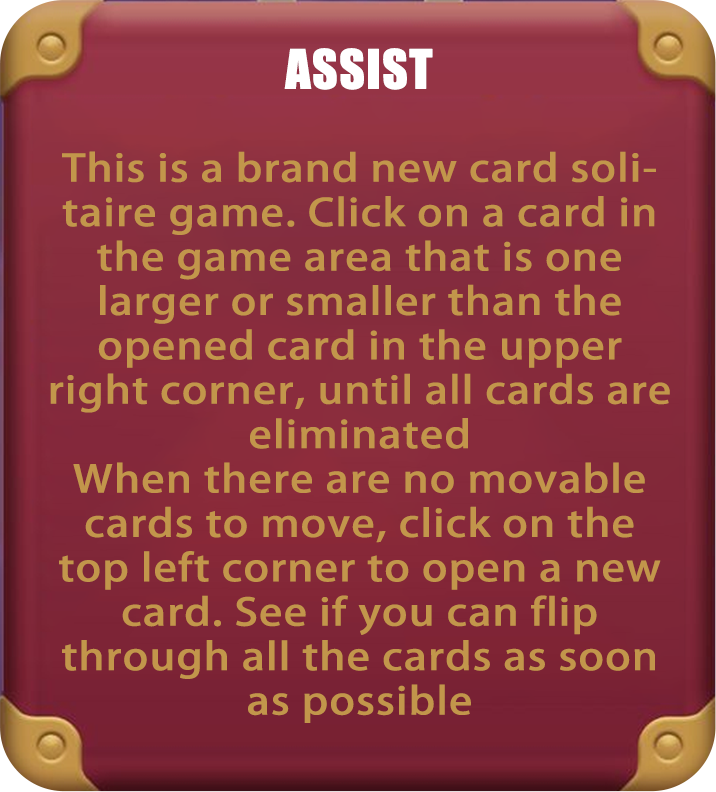 ASSIST
This is a brand new card soli-
taire game. Click on a card in
the game area that is one
larger or smaller than the
opened card in the upper
right corner, until all cards are
eliminated
When there are no movable
cards to move, click on the
top left corner to open a new
card. See if you can flip
through all the cards as soon
as possible